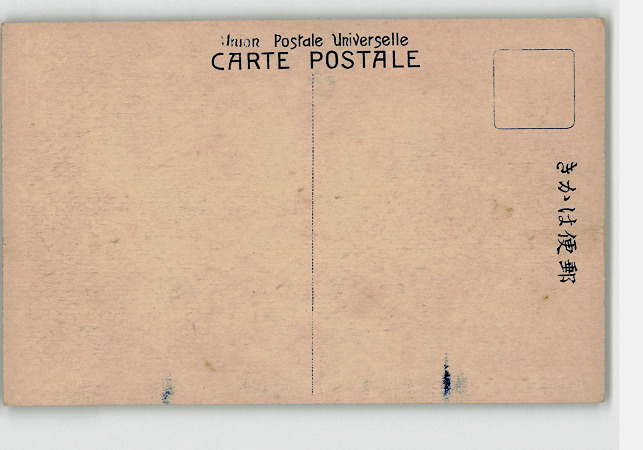 Union Postale Universelle
CARTE POSTALE
郵便はかき